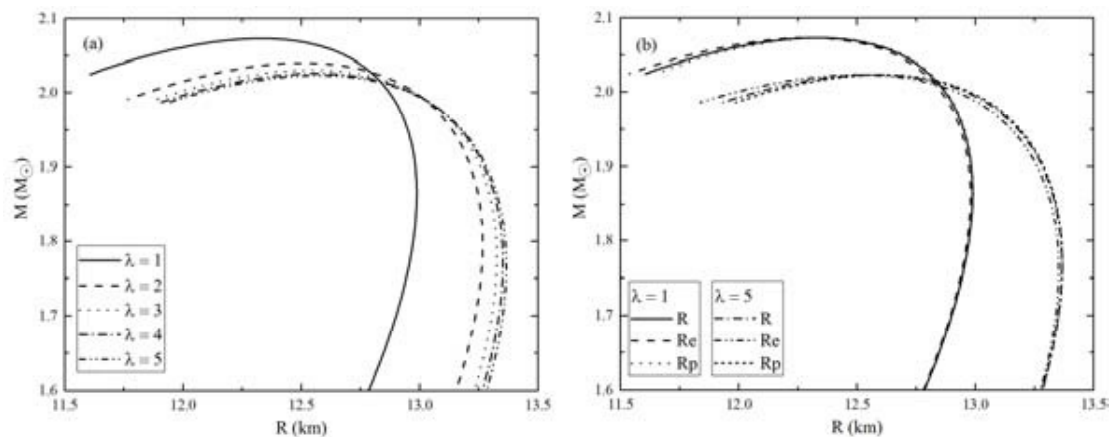 (a)
2.1
2.0
1.9
1.8
1.7
1.6
M (M⊙)
λ = 1
λ = 2
λ = 3
λ = 4
λ = 5
11.5 12.0 12.5 13.0 13.5
R (km)
(b)
2.1
2.0
1.9
1.8
1.7
1.6
M (M⊙)
λ = 1
R
Re
Rp
λ = 5
R
Re
Rp
11.5 12.0 12.5 13.0 13.5
R (km)